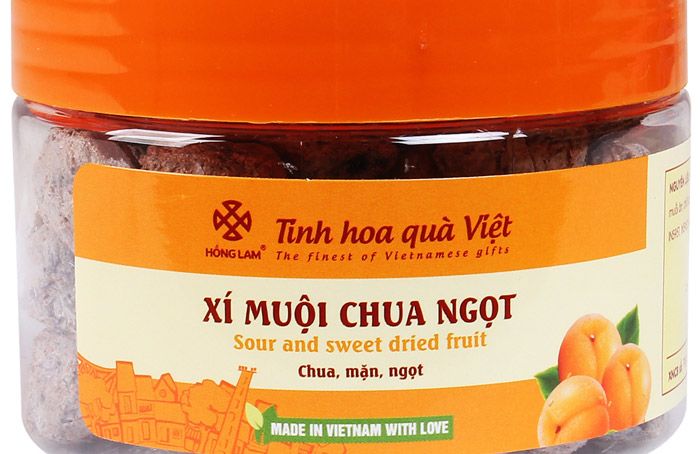 Tinh hoa quà Việt
HỒNG LAM®
The finest of Vietnamese gifts
XÍ MUỘI CHUA NGỌT
Sour and sweet dried fruit
Chua, mặn, ngọt
MADE IN VIETNAM WITH LOVE